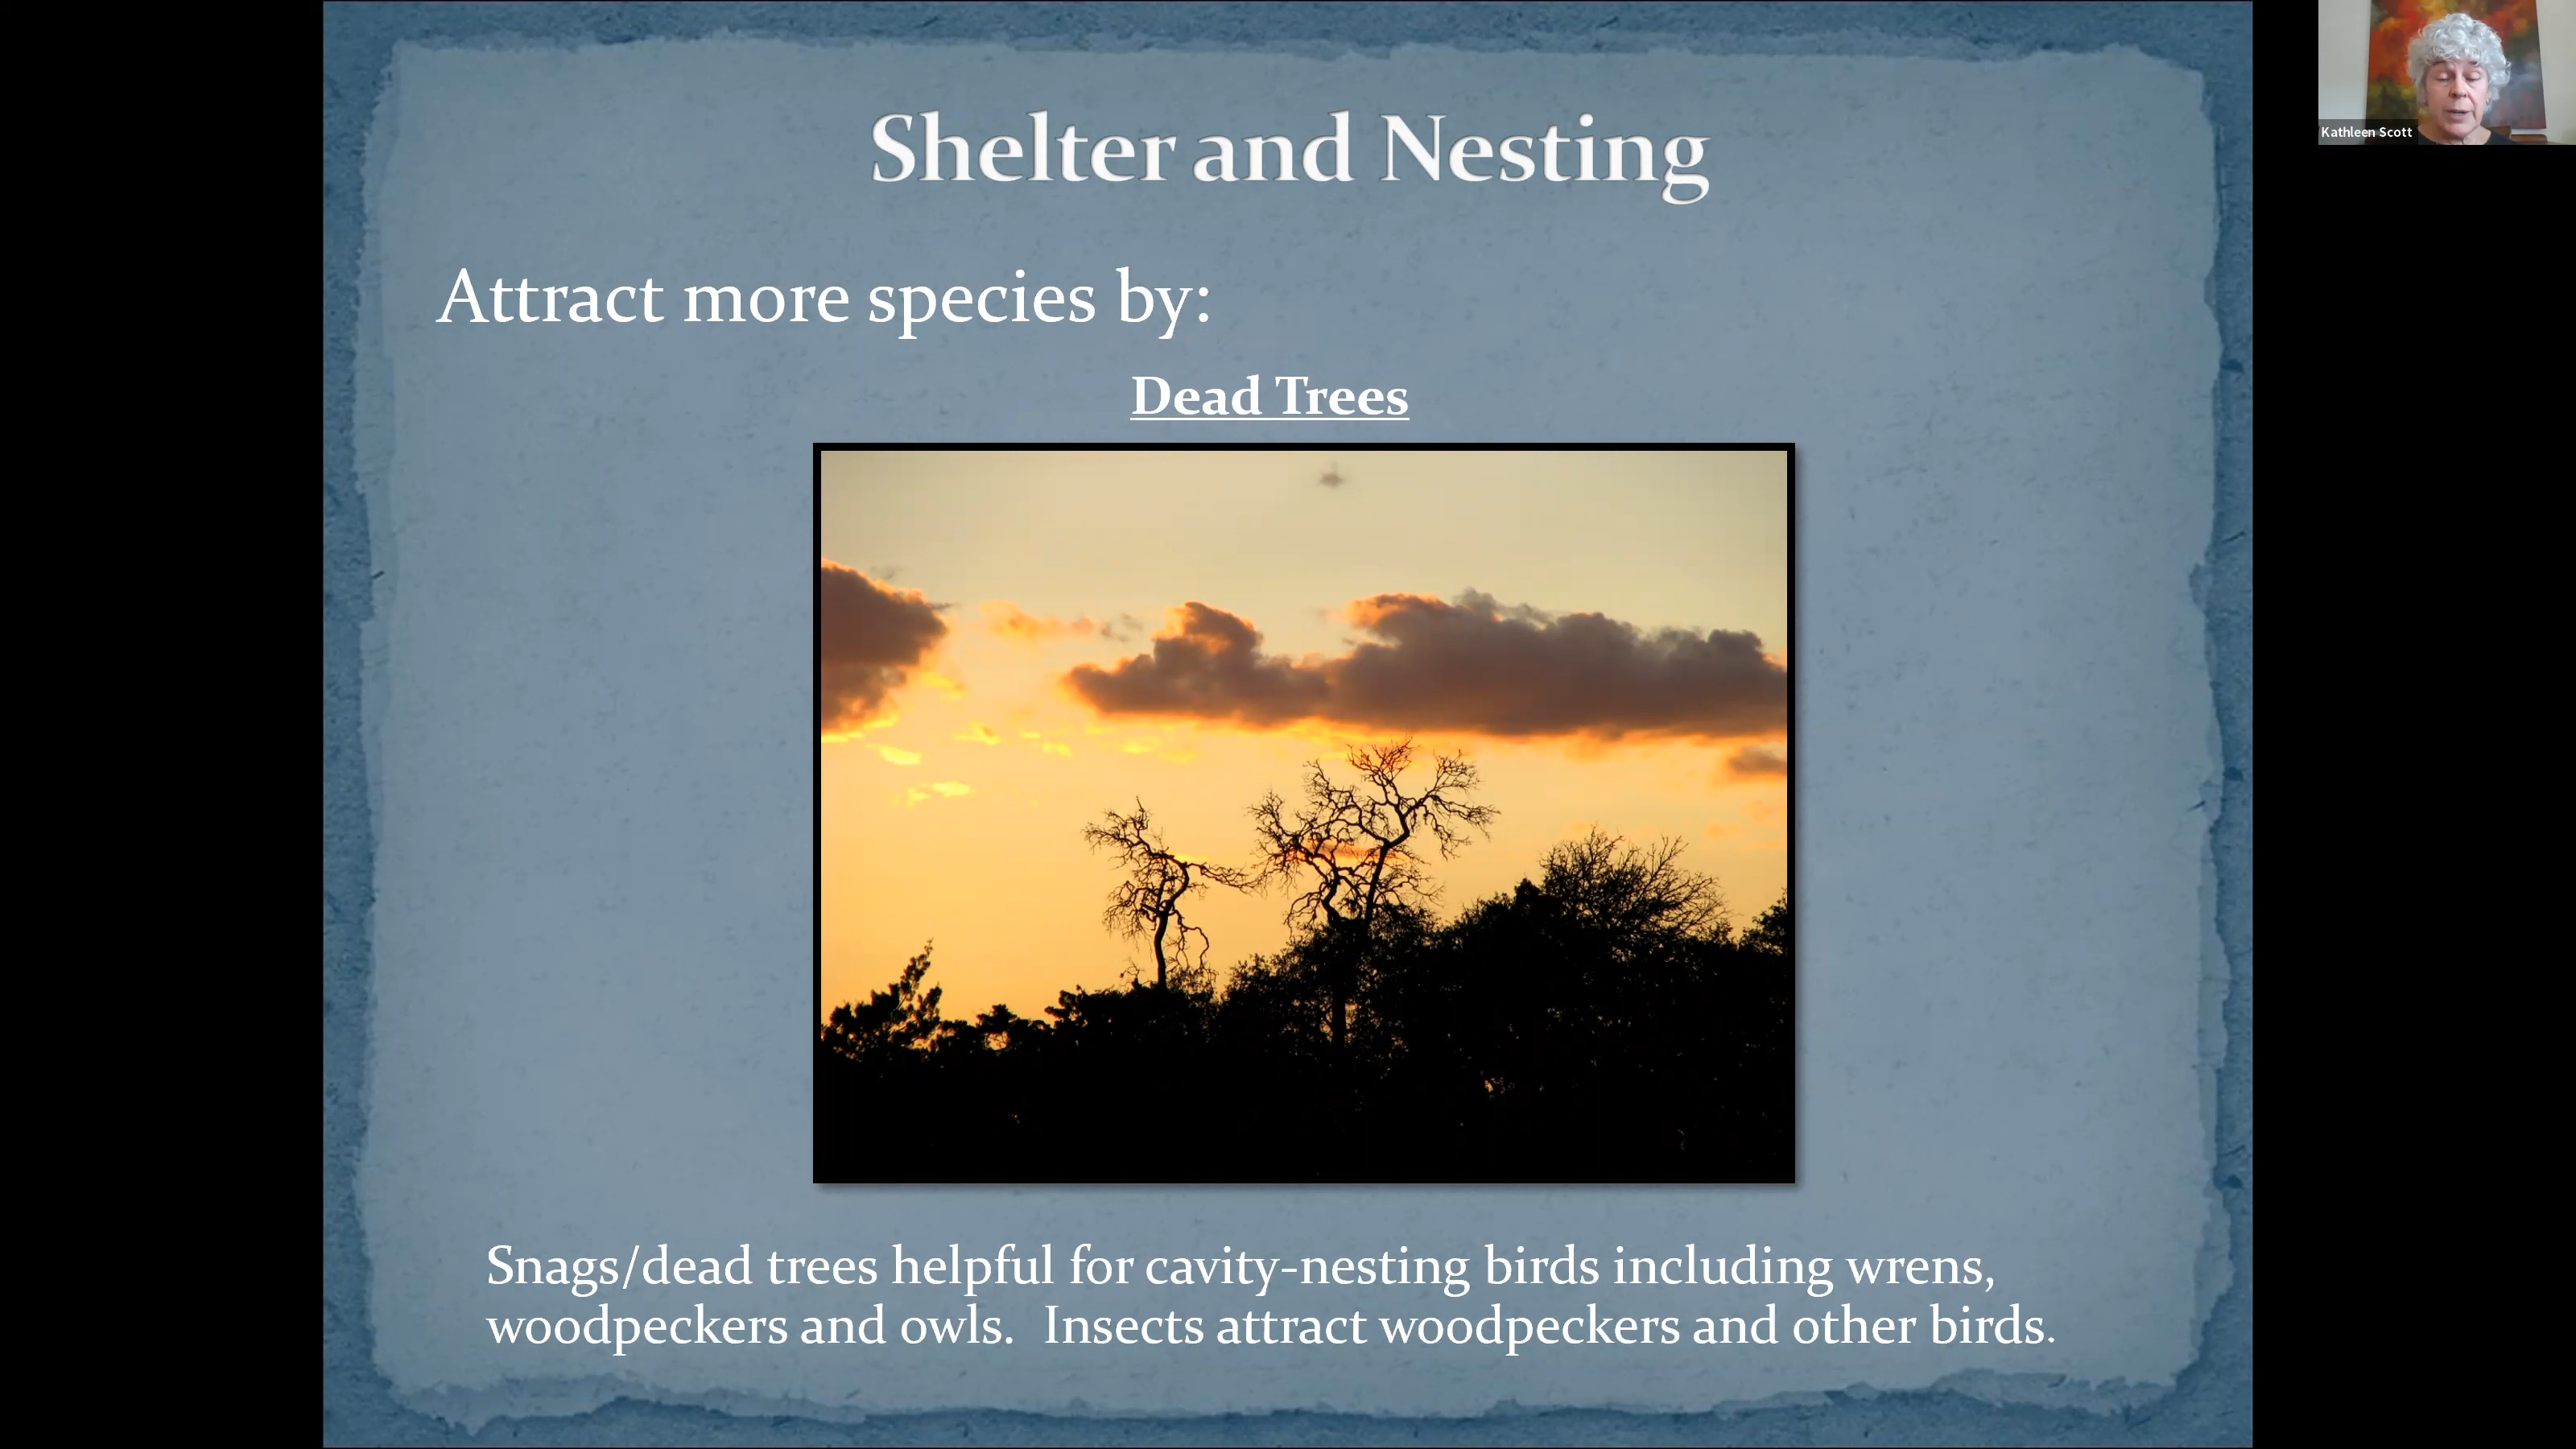 Shelter and Nesting
Kathleen Scott
Attract more species by:
Dead Trees
Snags/dead trees helpful for cavity-nesting birds including wrens,
woodpeckers and owls.  Insects attract woodpeckers and other birds.